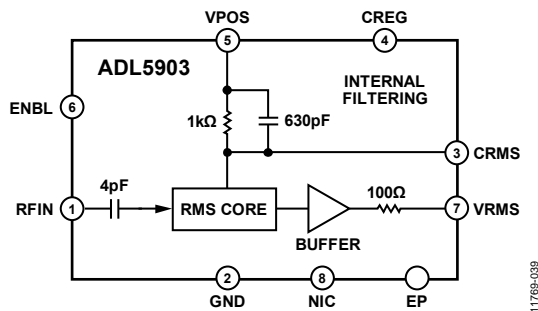 VPOS
CREG
5
4
ADL5903
INTERNAL
FILTERING
ENBL
6
1kΩ
630pF
3
CRMS
4pF
100Ω
RFIN
1
RMS CORE
7
VRMS
BUFFER
2
8
GND
NIC
EP
11769-039